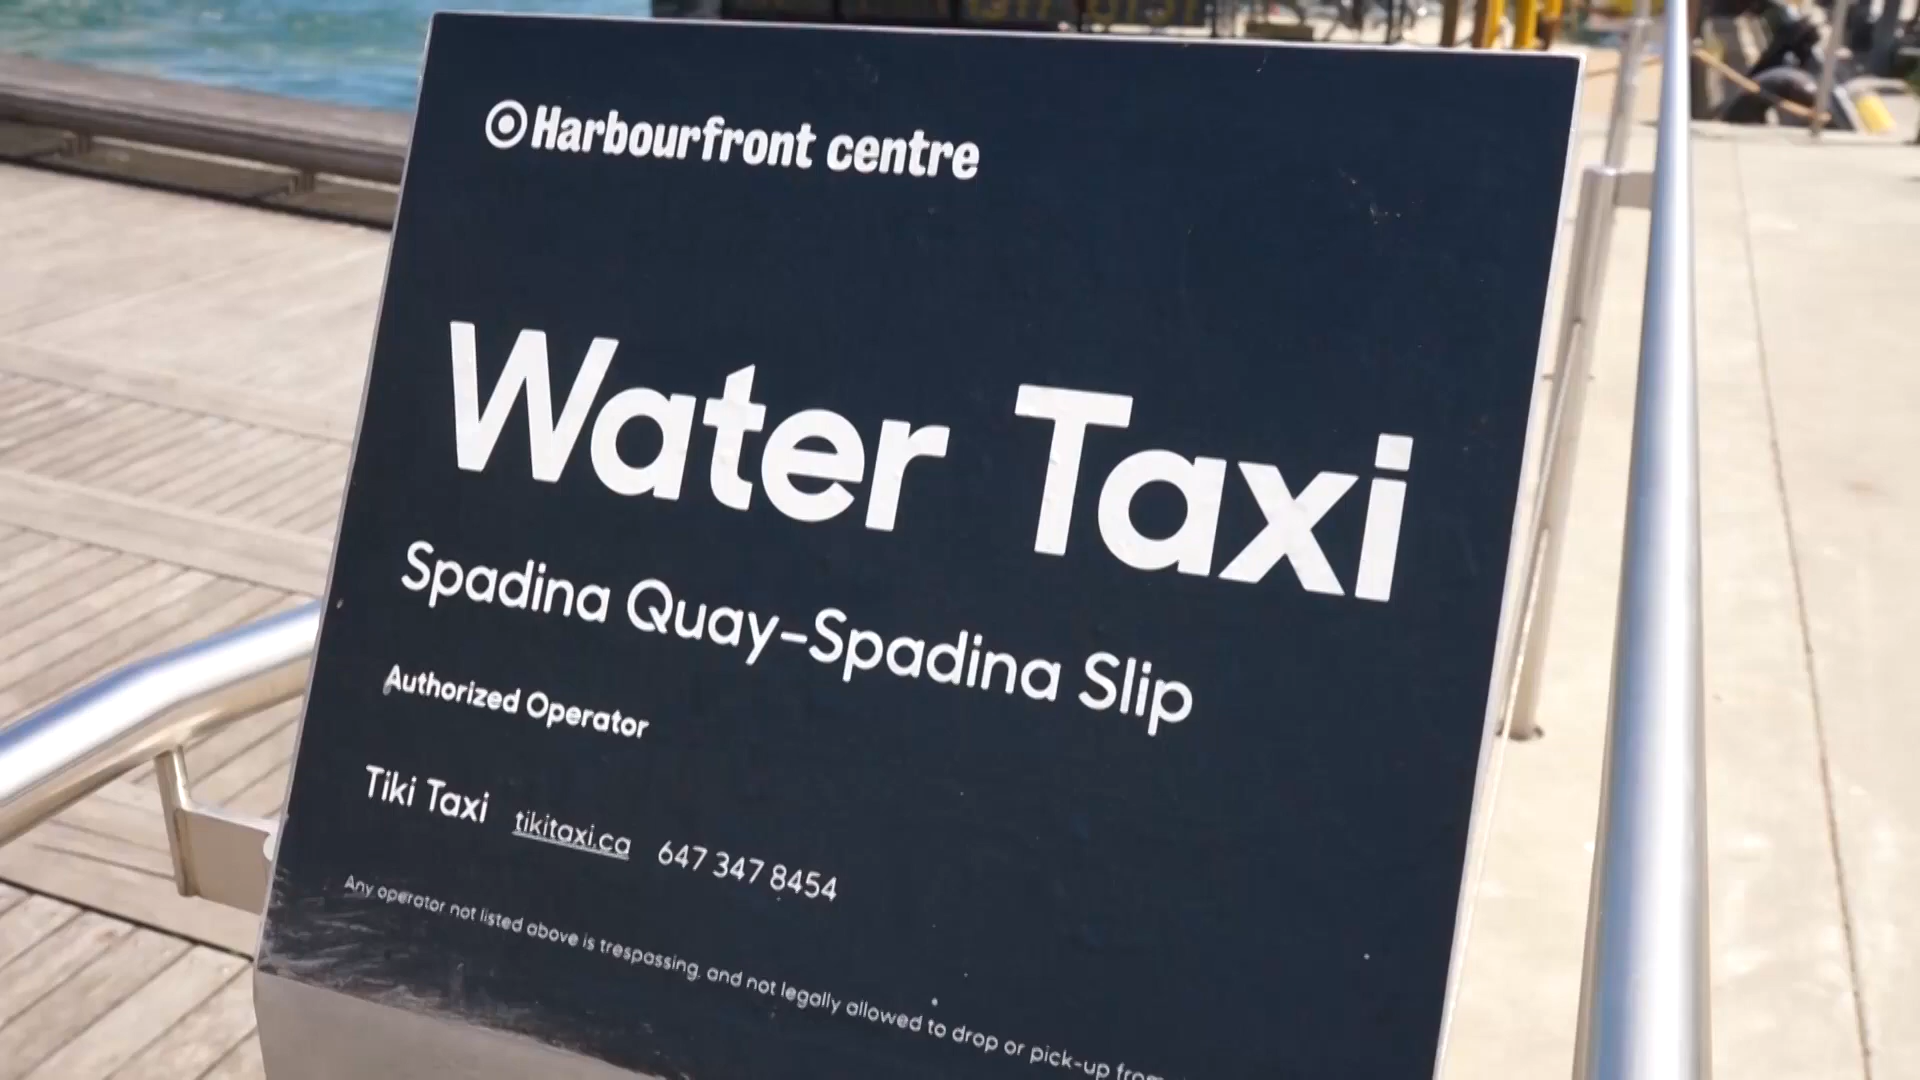 Harbourfront centre
Water Taxi
Spadina Quay-Spadina Slip
Authorized Operator
Tiki Taxi tikitaxi.ca 647 347 8454
Any operator not listed above is trespassing, and not legally allowed to drop or pick-up from